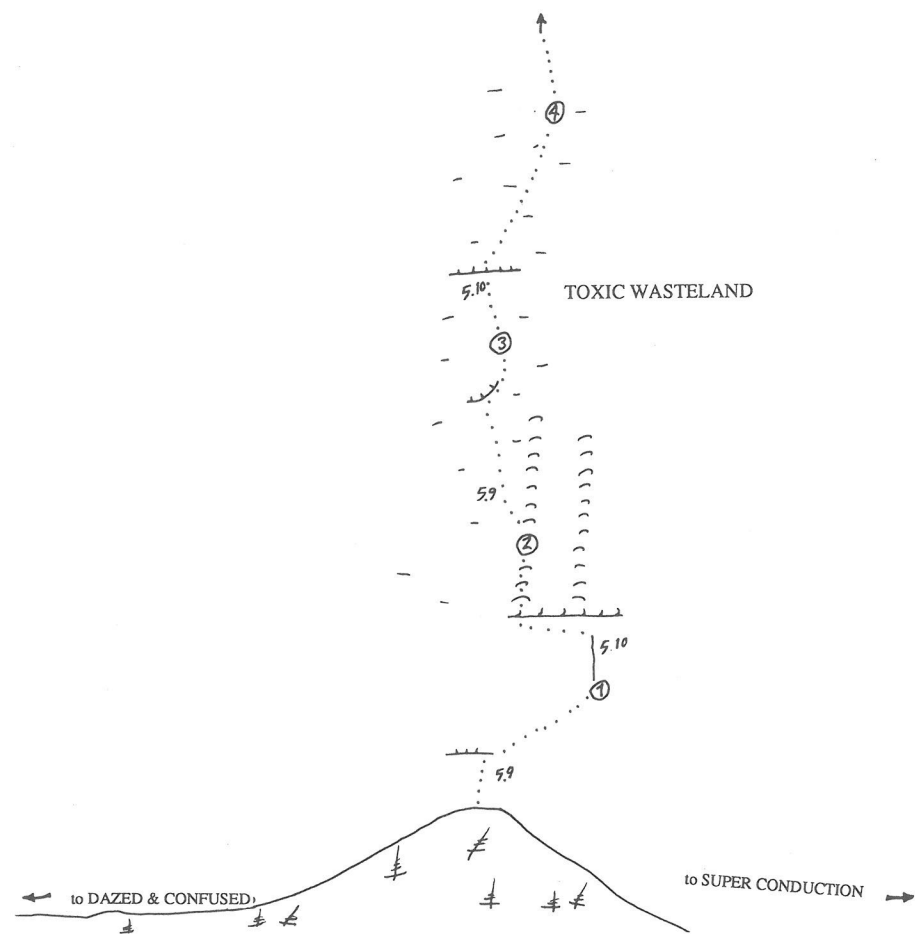 4
5.10
TOXIC WASTELAND
3
5.9
2
5.10
1
5.9
to DAZED & CONFUSED
to SUPER CONDUCTION